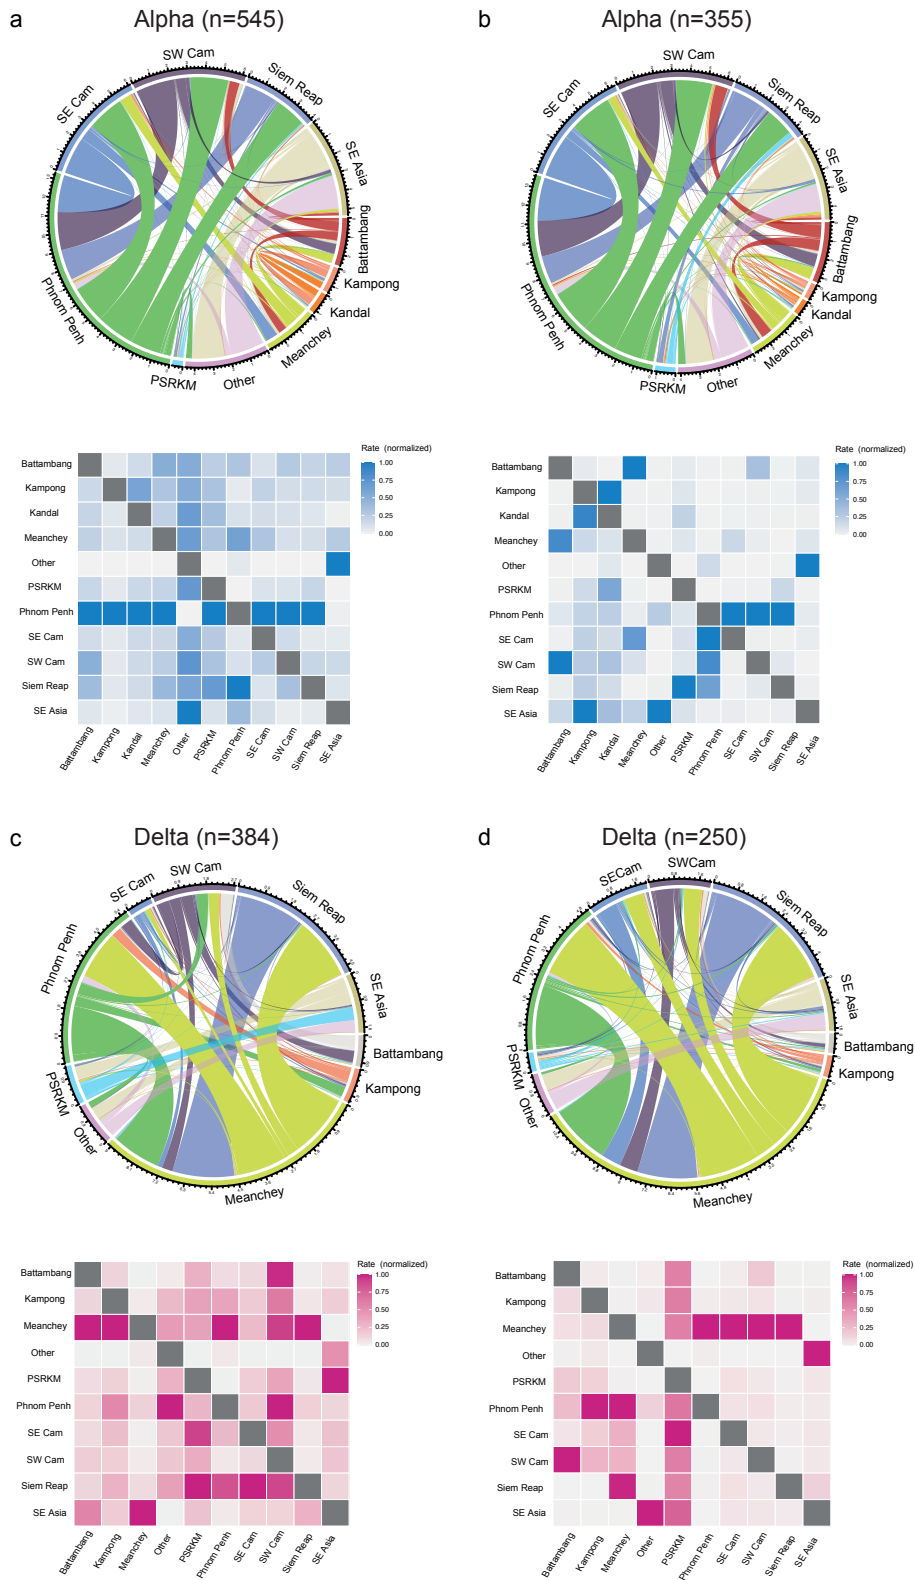 a
Alpha (n=545)
SW Cam
Siem Reap
SE Cam
SE Asia
Battambang
Phnom Penh
Kampong
Kandal
Meanchey
PSRKM
Other
Rate (normalized)
Battambang
1.00
Kampong
0.75
Kandal
0.50
Meanchey
0.25
Other
0.00
PSRKM
Phnom Penh
SE Cam
SW Cam
Siem Reap
SE Asia
Battambang
Kampong
Kandal
Meanchey
Other
PSRKM
Phnom Penh
SE Cam
SW Cam
Siem Reap
SE Asia
b
Alpha (n=355)
SW Cam
Siem Reap
SE Cam
SE Asia
Battambang
Phnom Penh
Kampong
Kandal
Meanchey
PSRKM
Other
Rate (normalized)
Battambang
1.00
Kampong
0.75
Kandal
0.50
Meanchey
0.25
Other
0.00
PSRKM
Phnom Penh
SE Cam
SW Cam
Siem Reap
SE Asia
Battambang
Kampong
Kandal
Meanchey
Other
PSRKM
Phnom Penh
SE Cam
SW Cam
Siem Reap
SE Asia
c
Delta (n=384)
SW Cam
SE Cam
Siem Reap
Phnom Penh
SE Asia
Battambang
PSRKM
Kampong
Other
Meanchey
Rate (normalized)
Battambang
1.00
Kampong
0.75
Meanchey
0.50
Other
0.25
PSRKM
0.00
Phnom Penh
SE Cam
SW Cam
Siem Reap
SE Asia
Battambang
Kampong
Meanchey
Other
PSRKM
Phnom Penh
SE Cam
SW Cam
Siem Reap
SE Asia
d
Delta (n=250)
SWCam
SECam
Siem Reap
Phnom Penh
SE Asia
Battambang
PSRKM
Kampong
Other
Meanchey
Rate (normalized)
Battambang
1.00
Kampong
0.75
Meanchey
0.50
Other
0.25
PSRKM
0.00
Phnom Penh
SE Cam
SW Cam
Siem Reap
SE Asia
Battambang
Kampong
Meanchey
Other
PSRKM
Phnom Penh
SE Cam
SW Cam
Siem Reap
SE Asia